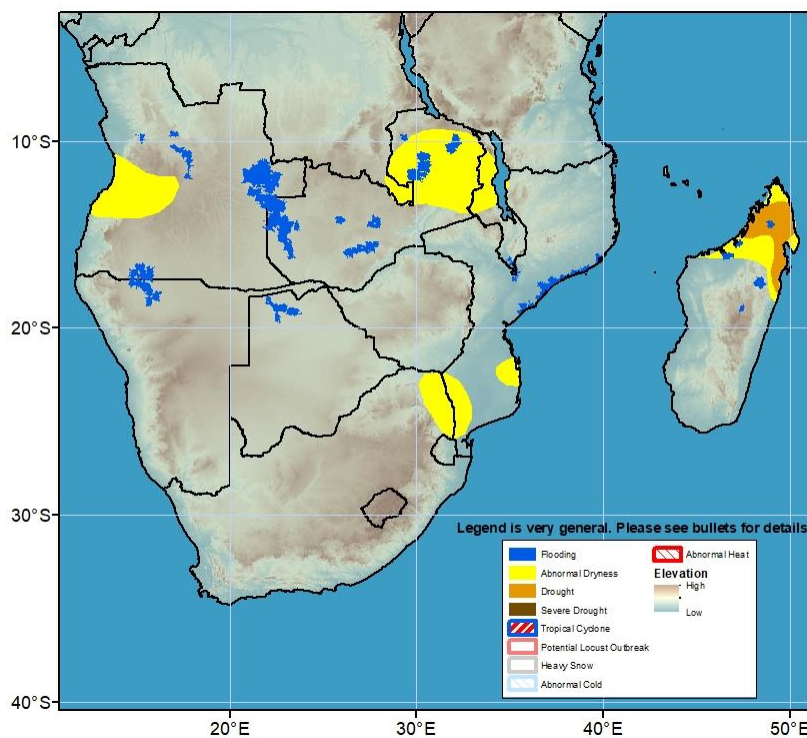 10°S
20°S
30°S
40°S
Legend is very general. Please see bullets for details
Flooding
Abnormal Dryness
Drought
Severe Drought
Tropical Cyclone
Potential Locust Outbreak
Heavy Snow
Abnormal Cold
Abnormal Heat
Elevation
High
Low
20°E
30°E
40°E
50°E